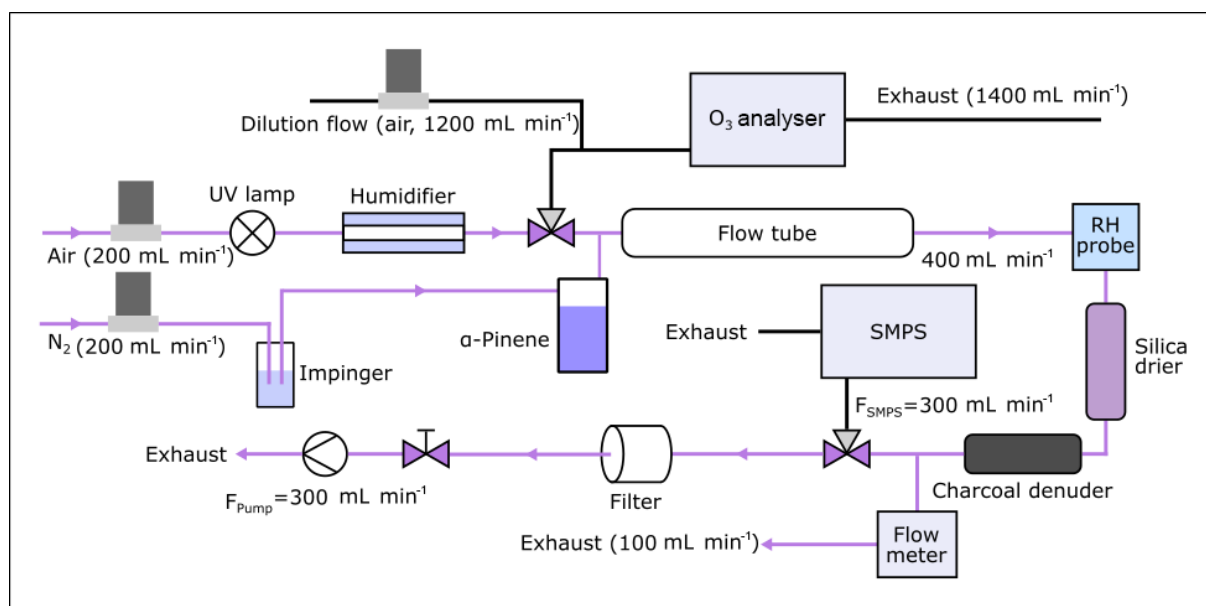 Exhaust (1400 mL min⁻¹)
O₃ analyser
Dilution flow (air, 1200 mL min⁻¹)
UV lamp
Humidifier
Flow tube
RH
probe
Air (200 mL min⁻¹)
400 mL min⁻¹
N₂ (200 mL min⁻¹)
α-Pinene
Exhaust
SMPS
Silica
drier
Impinger
F_SMPS=300 mL min⁻¹
Exhaust
F_Pump=300 mL min⁻¹
Filter
Charcoal denuder
Exhaust (100 mL min⁻¹)
Flow
meter